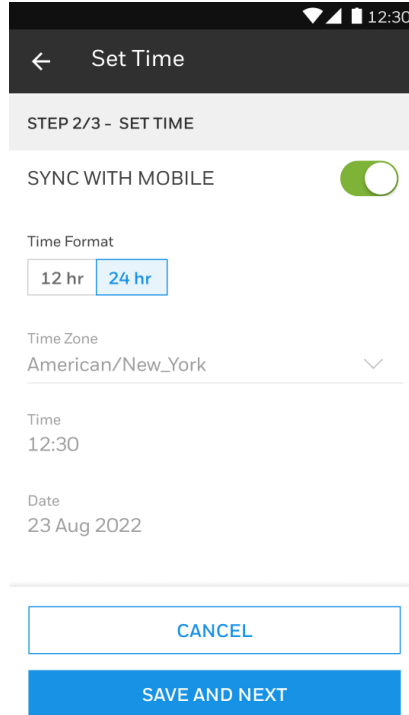 12:30
Set Time
STEP 2/3 - SET TIME
SYNC WITH MOBILE
Time Format
12 hr 24 hr
Time Zone
American/New_York
Time
12:30
Date
23 Aug 2022
CANCEL
SAVE AND NEXT